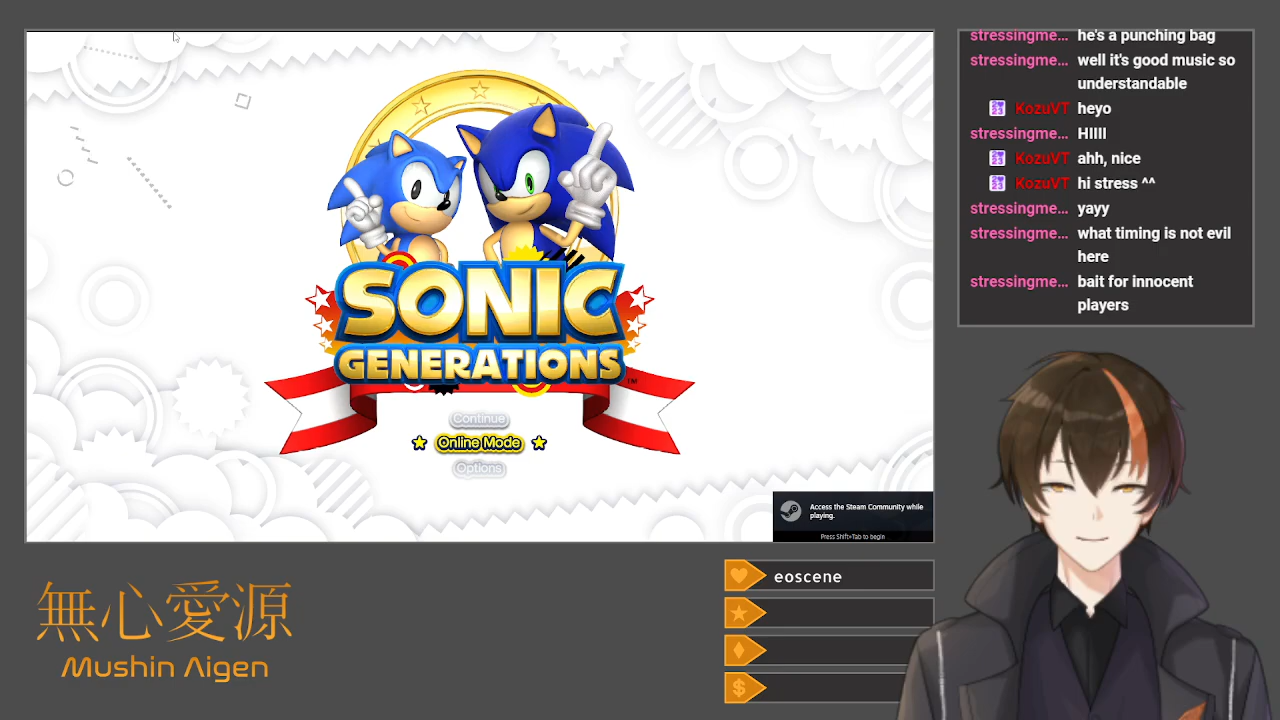 SONIC
GENERATIONS
TM
Continue
Online Mode
Options
Access the Steam Community while
playing.
Press Shift+Tab to begin
stressingme... he's a punching bag
stressingme... well it's good music so
understandable
KozuVT heyo
stressingme... HIIII
KozuVT ahh, nice
KozuVT hi stress ^^
stressingme... yayy
stressingme... what timing is not evil
here
stressingme... bait for innocent
players
無心愛源
Mushin Aigen
eoscene
$